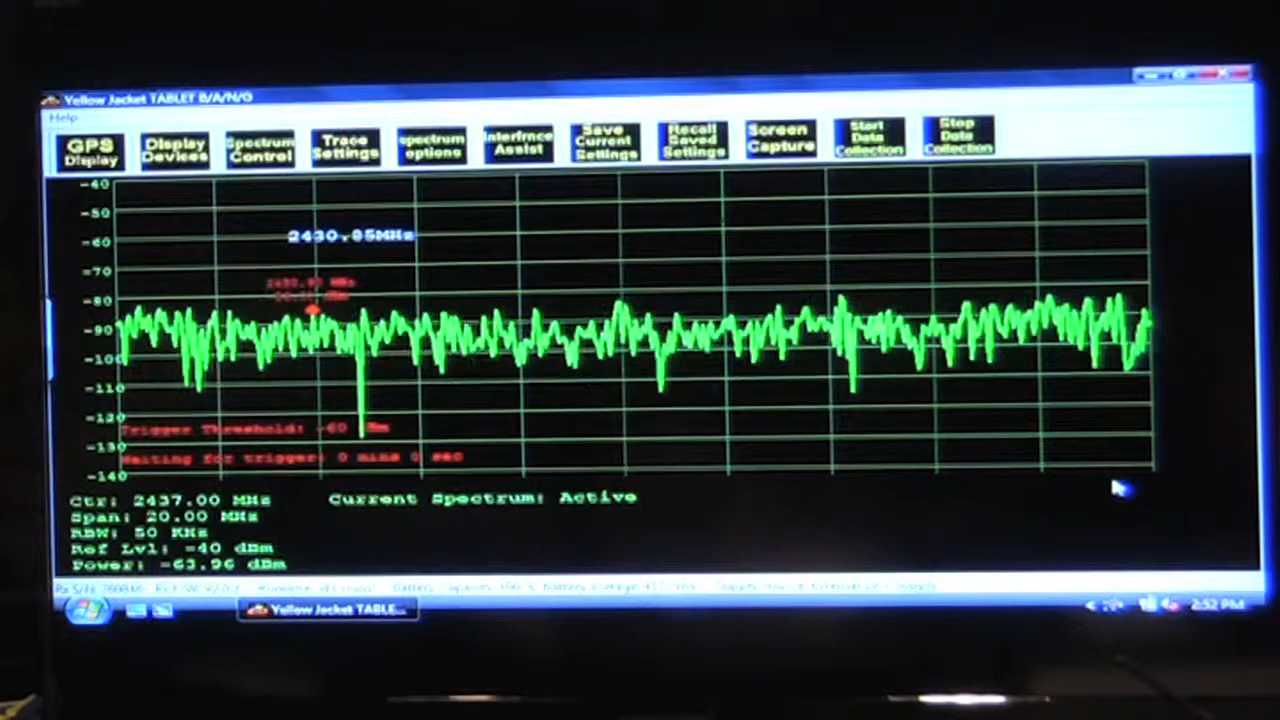 Yellow Jacket TABLET B/A/N/G
Help
GPS Display
Display Devices
Spectrum Control
Trace Settings
spectrum options
Interfrnce Assist
Save Current Settings
Recall Saved Settings
Screen Capture
Start Data Collection
Stop Data Collection
-40
-50
-60
-70
-80
-90
-100
-110
-120
-130
-140
2430.85MHz
Trigger Threshold: -60
Waiting for trigger: 0 mins 0 sec
Ctr: 2437.00 MHz
Current Spectrum: Active
Span: 20.00 MHz
RBW: 50 KHz
Ref Lvl: -40 dBm
Power: -63.96 dBm
Yellow Jacket TABLE...
2:52 PM